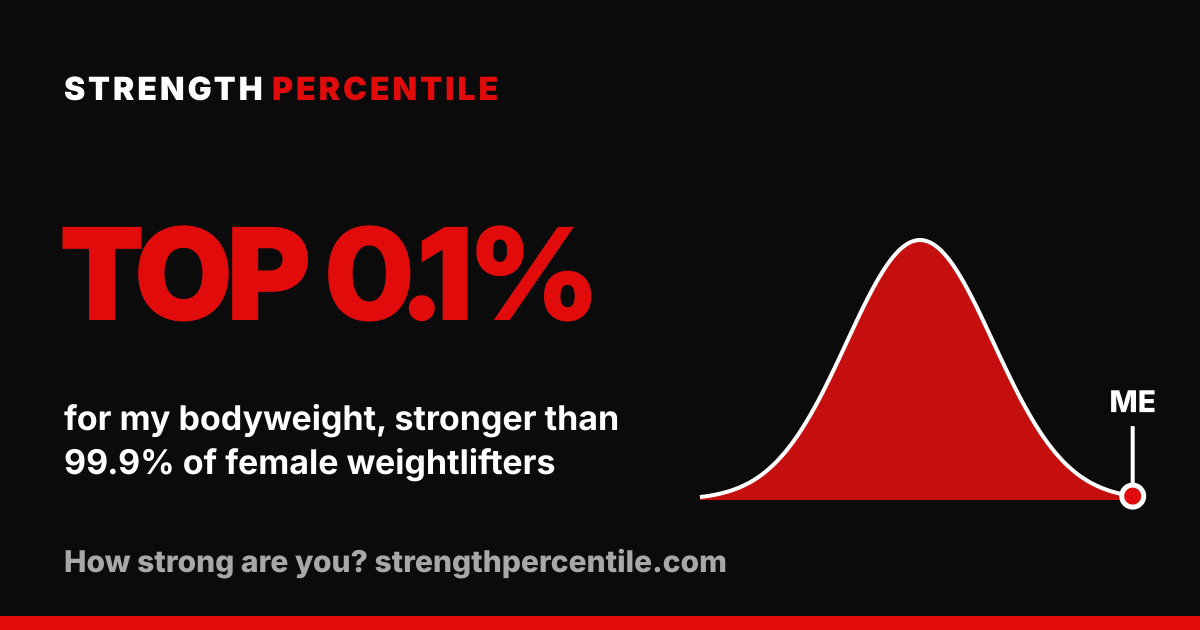 STRENGTH PERCENTILE
TOP 0.1%
for my bodyweight, stronger than
99.9% of female weightlifters
ME
How strong are you? strengthpercentile.com